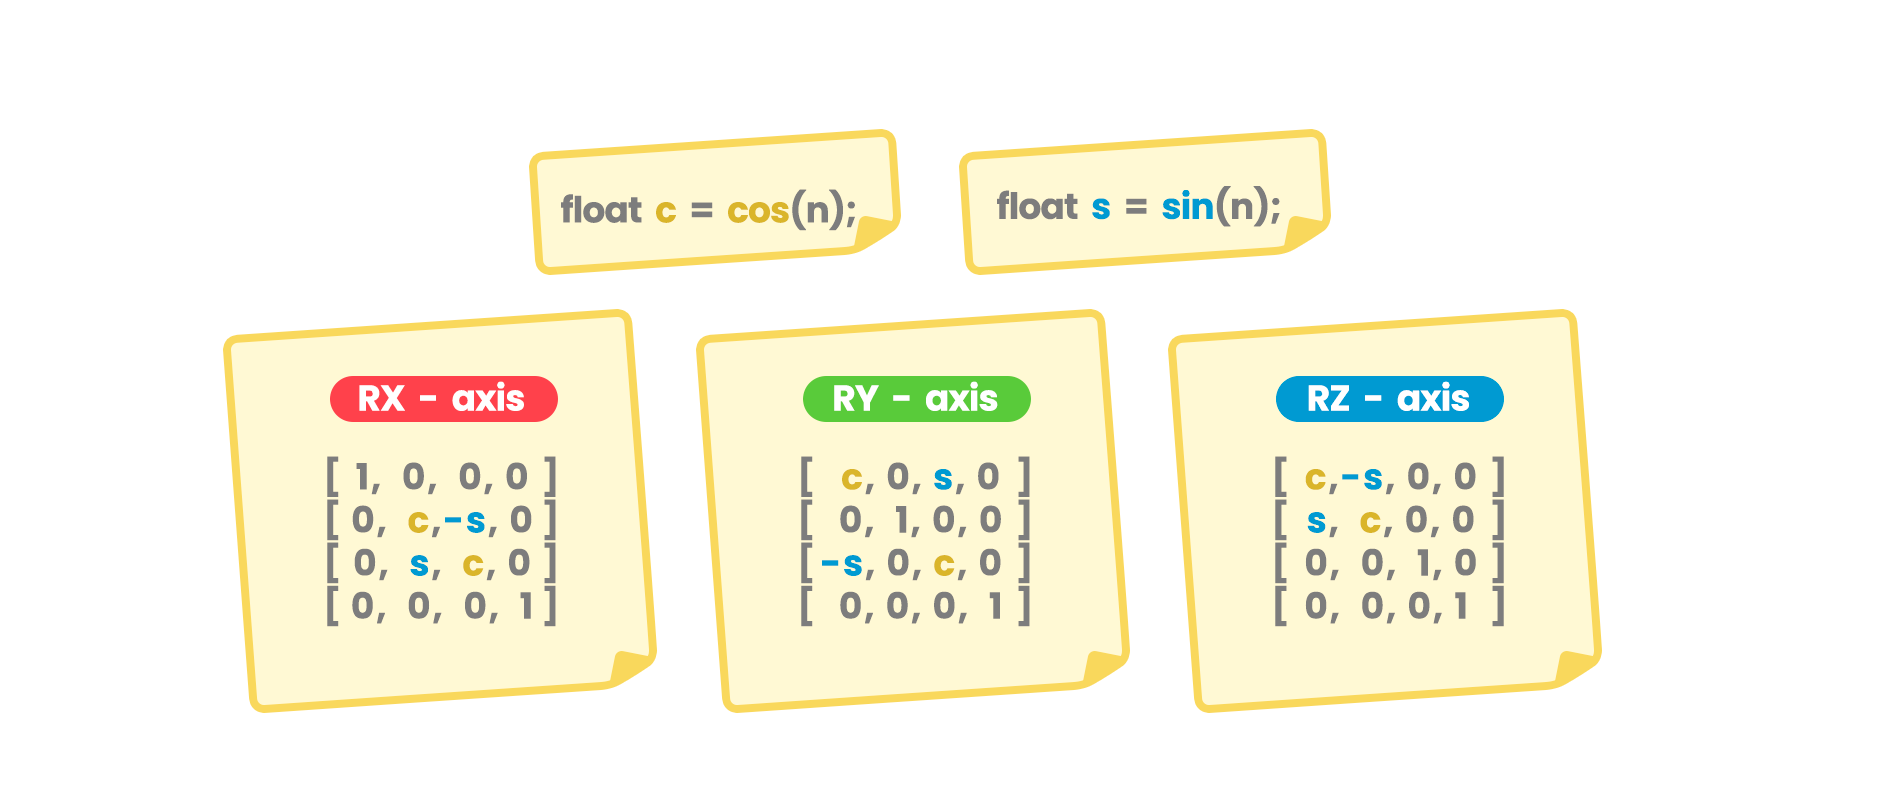 float c = cos(n);
float s = sin(n);
RX - axis
[ 1, 0, 0, 0 ]
[ 0, c,-s, 0 ]
[ 0, s, c, 0 ]
[ 0, 0, 0, 1 ]
RY - axis
[ c, 0, s, 0 ]
[ 0, 1, 0, 0 ]
[ -s, 0, c, 0 ]
[ 0, 0, 0, 1 ]
RZ - axis
[ c,-s, 0, 0 ]
[ s, c, 0, 0 ]
[ 0, 0, 1, 0 ]
[ 0, 0, 0, 1 ]